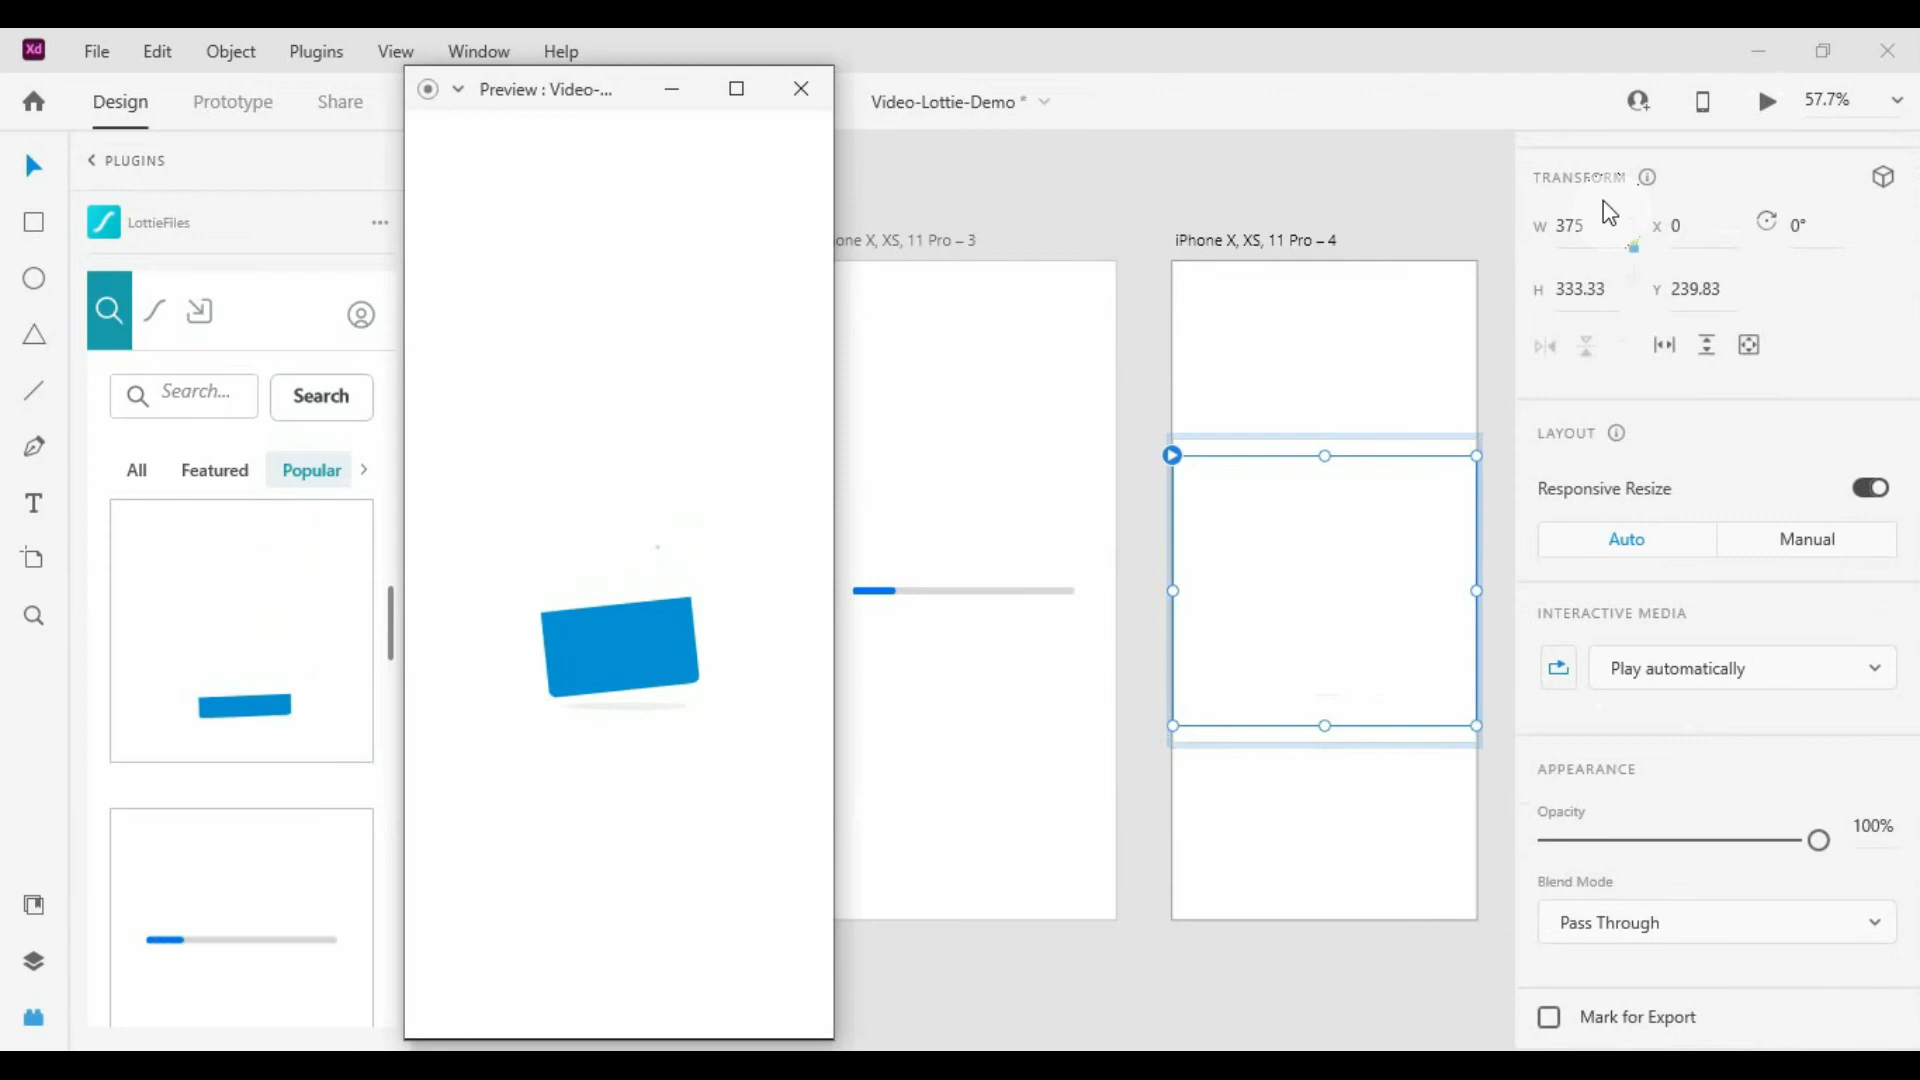 Xd File Edit Object Plugins View Window Help
Design Prototype Share
Preview : Video-...
Video-Lottie-Demo *
57.7%
PLUGINS
LottieFiles
Search...
Search
All Featured Popular
one X, XS, 11 Pro – 3
iPhone X, XS, 11 Pro – 4
TRANSFORM
W 375 X 0 0°
H 333.33 Y 239.83
LAYOUT
Responsive Resize
Auto Manual
INTERACTIVE MEDIA
Play automatically
APPEARANCE
Opacity
100%
Blend Mode
Pass Through
Mark for Export